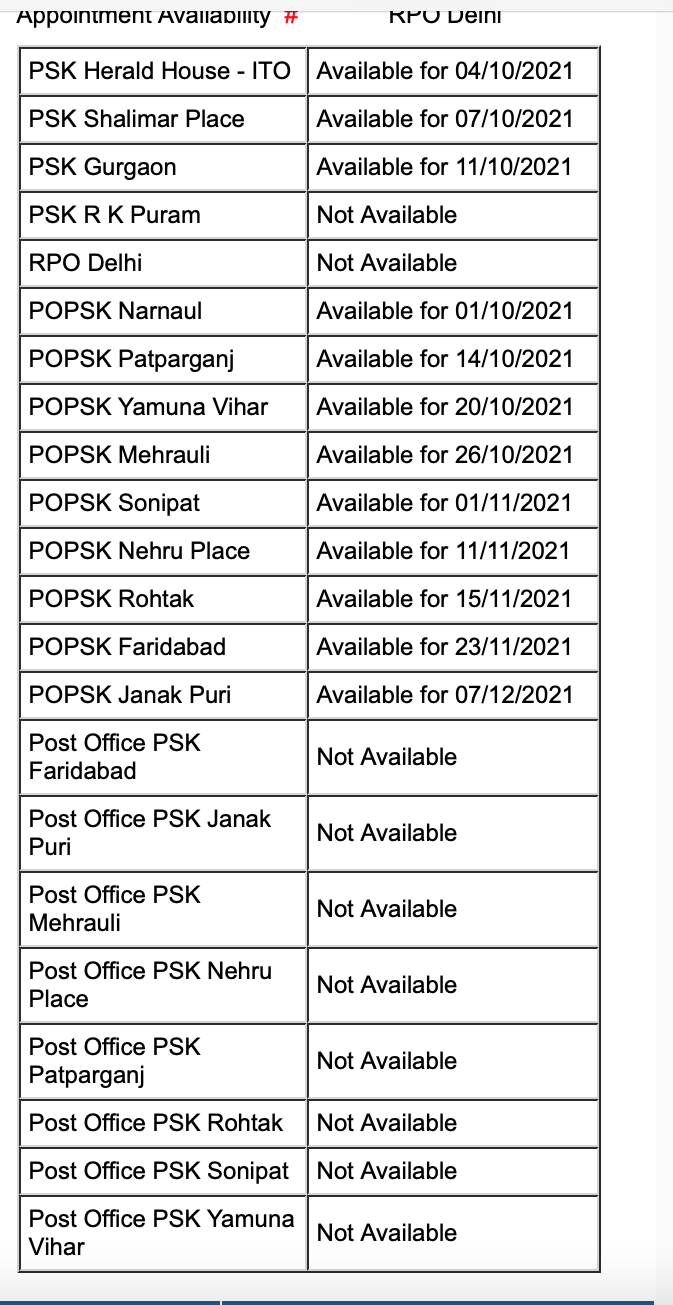 Appointment Availability # RPO Delhi
PSK Herald House - ITO Available for 04/10/2021
PSK Shalimar Place Available for 07/10/2021
PSK Gurgaon Available for 11/10/2021
PSK R K Puram Not Available
RPO Delhi Not Available
POPSK Narnaul Available for 01/10/2021
POPSK Patparganj Available for 14/10/2021
POPSK Yamuna Vihar Available for 20/10/2021
POPSK Mehrauli Available for 26/10/2021
POPSK Sonipat Available for 01/11/2021
POPSK Nehru Place Available for 11/11/2021
POPSK Rohtak Available for 15/11/2021
POPSK Faridabad Available for 23/11/2021
POPSK Janak Puri Available for 07/12/2021
Post Office PSK
Faridabad
Not Available
Post Office PSK Janak
Puri
Not Available
Post Office PSK
Mehrauli
Not Available
Post Office PSK Nehru
Place
Not Available
Post Office PSK
Patparganj
Not Available
Post Office PSK Rohtak Not Available
Post Office PSK Sonipat Not Available
Post Office PSK Yamuna
Vihar
Not Available